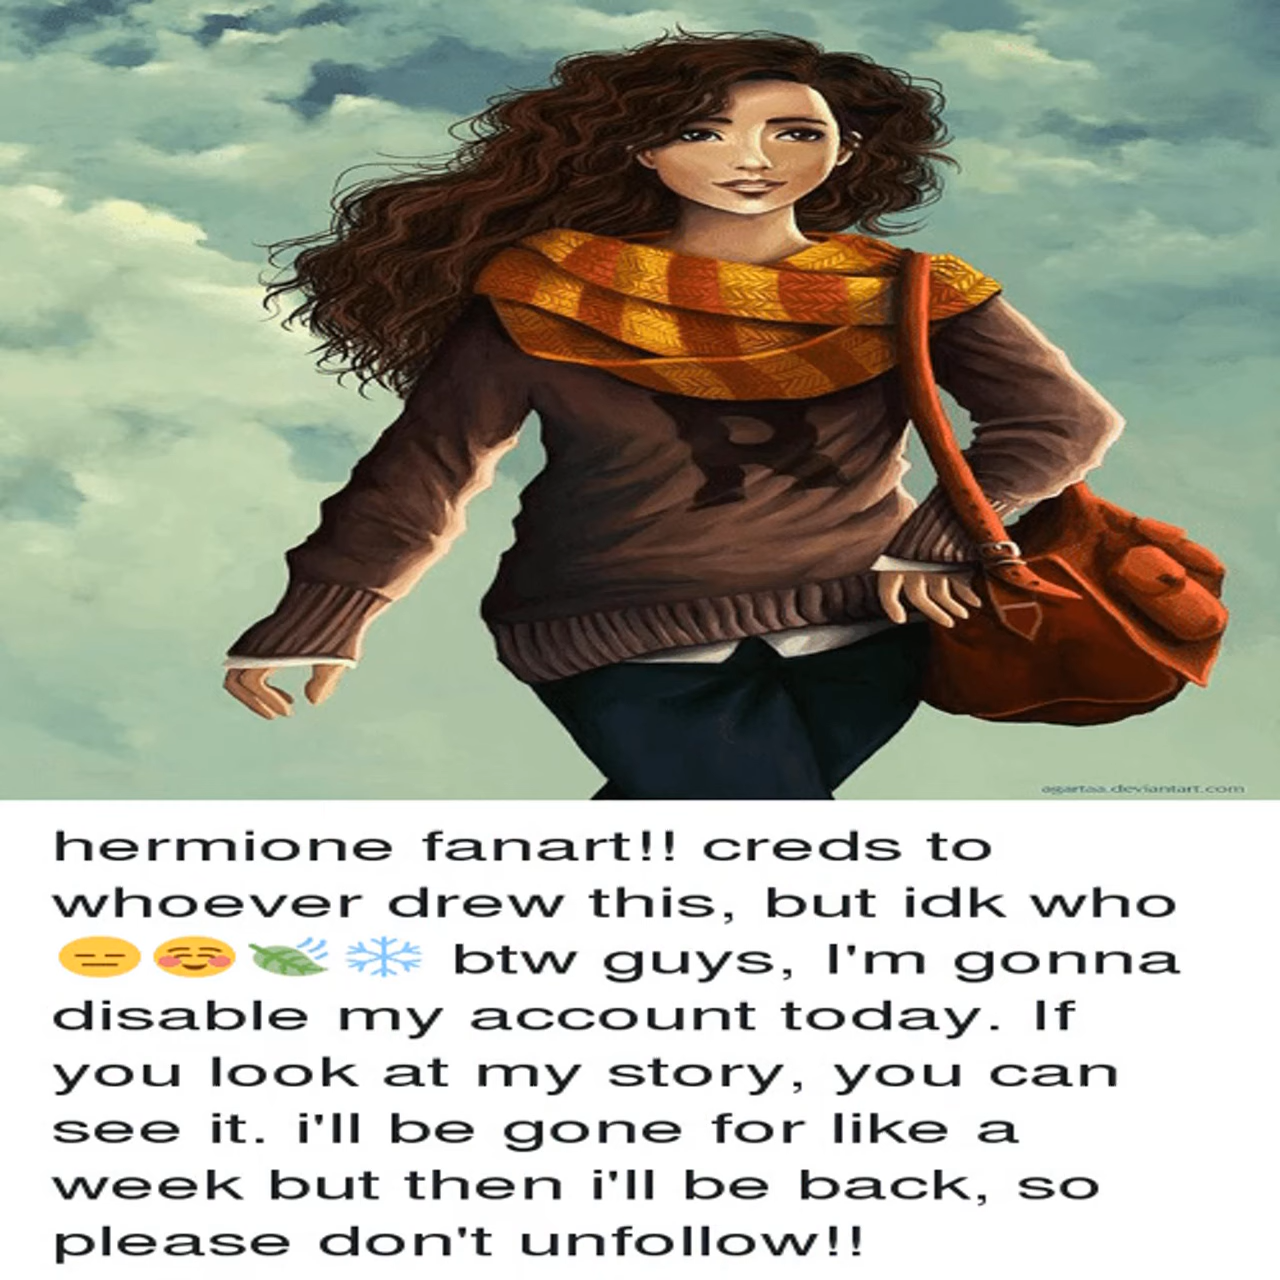 R
agartaa.deviantart.com
hermione fanart!! creds to
whoever drew this, but idk who
😑☺️🍃❄️ btw guys, I'm gonna
disable my account today. If
you look at my story, you can
see it. i'll be gone for like a
week but then i'll be back, so
please don't unfollow!!